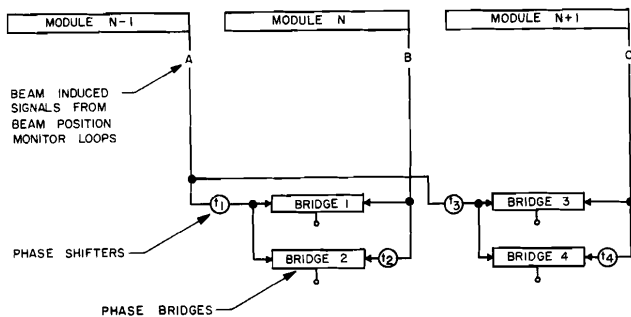 MODULE N-1
MODULE N
MODULE N+1
A
B
C
BEAM INDUCED
SIGNALS FROM
BEAM POSITION
MONITOR LOOPS
t1
BRIDGE 1
t3
BRIDGE 3
PHASE SHIFTERS
BRIDGE 2
t2
BRIDGE 4
t4
PHASE BRIDGES